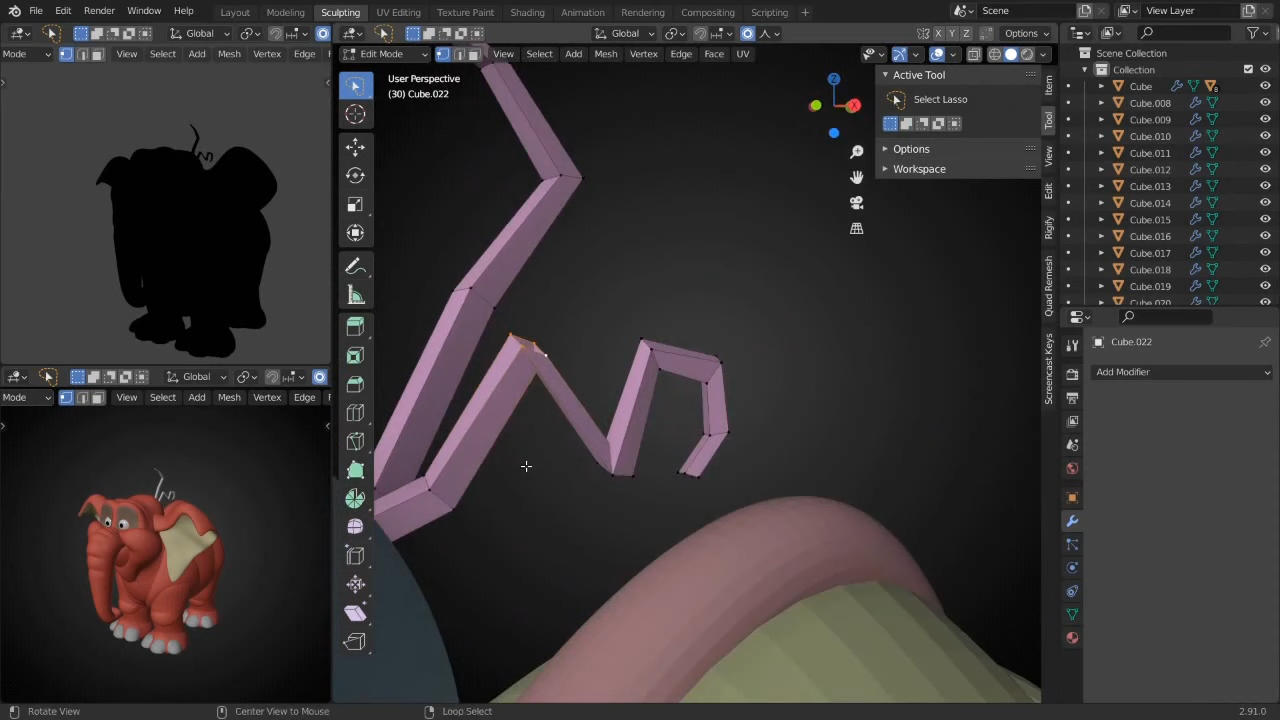 File Edit Render Window Help Layout Modeling Sculpting UV Editing Texture Paint Shading Animation Rendering Compositing Scripting + Scene View Layer
Global Global X Y Z Options
Mode View Select Add Mesh Vertex Edit Mode View Select Add Mesh Vertex Edge Face UV
User Perspective
(30) Cube.022
Z
X
Active Tool
Select Lasso
Options
Workspace
Item
Tool
View
Edit
Rigify
Quad Remesh
Screencast Keys
Scene Collection
Collection
Cube
Cube.008
Cube.009
Cube.010
Cube.011
Cube.012
Cube.013
Cube.014
Cube.015
Cube.016
Cube.017
Cube.018
Cube.019
Cube.020
Cube.022
Add Modifier
Global
Mode View Select Add Mesh Vertex Edge
Rotate View Center View to Mouse Loop Select 2.91.0